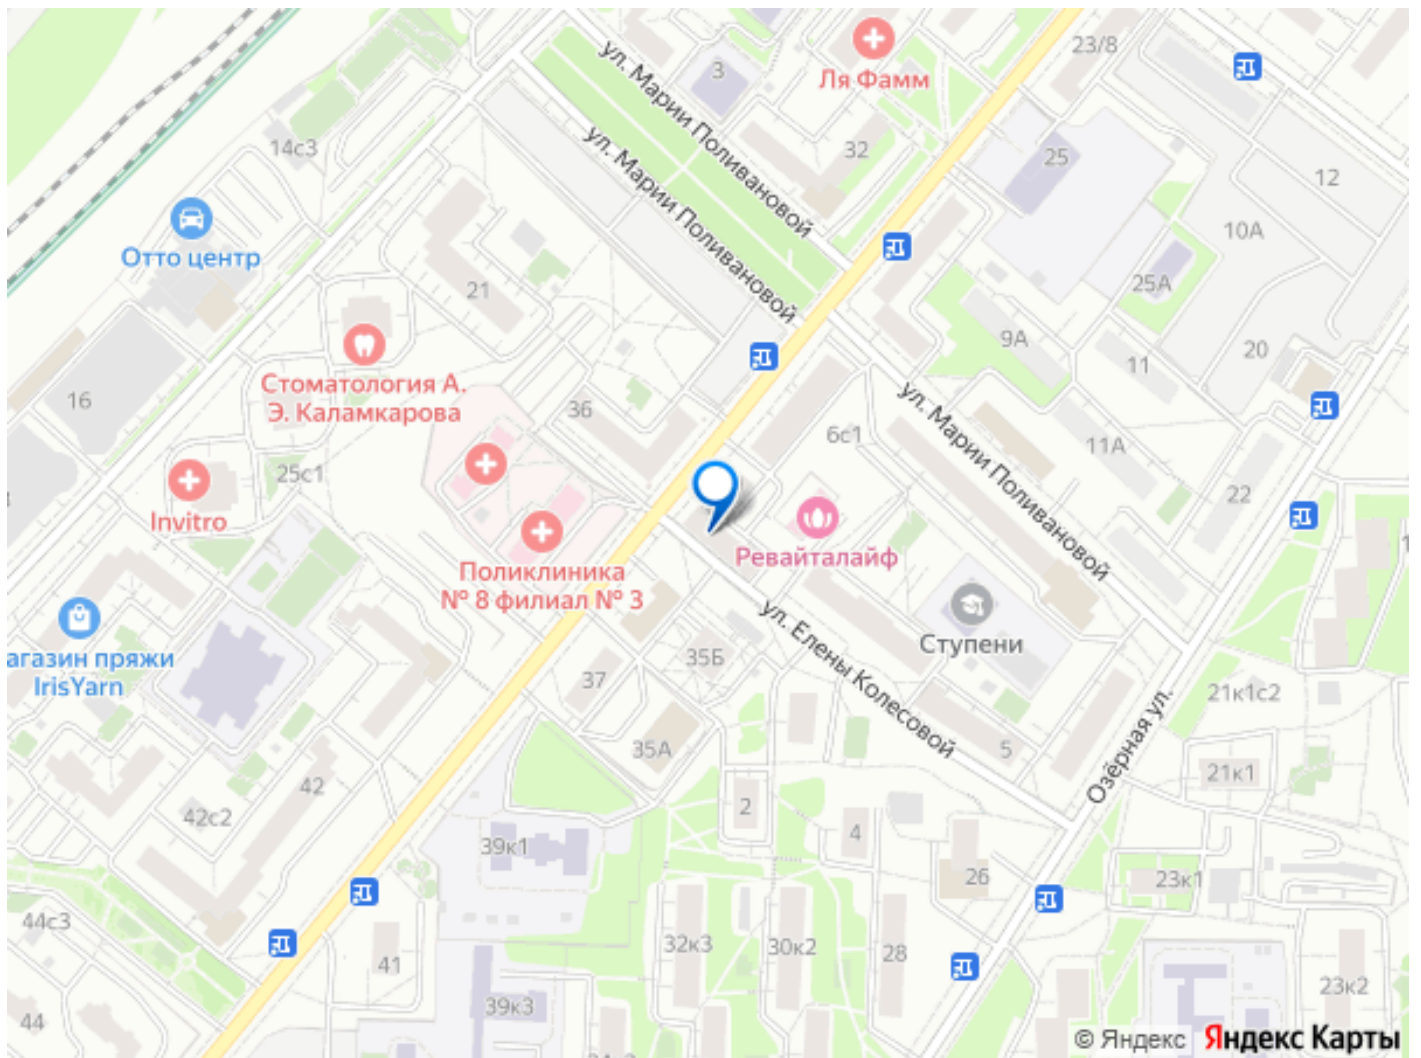 23/8
ул. Марии Поливановой
Ля Фамм
3
32
25
12
14с3
ул. Марии Поливановой
10А
Отто центр
25А
21
9А
11
20
Стоматология А.
Э. Каламкарова
16
36
6с1
ул. Марии Поливановой
11А
25с1
22
Invitro
Ревайталайф
Поликлиника
№ 8 филиал № 3
ул. Елены Колесовой
Ступени
агазин пряжи
IrisYarn
35Б
37
35А
5
21к1с2
Озёрная ул.
21к1
42
42с2
2
4
39к1
26
23к1
44с3
41
32к3
30к2
28
39к3
23к2
44
© Яндекс
Яндекс Карты